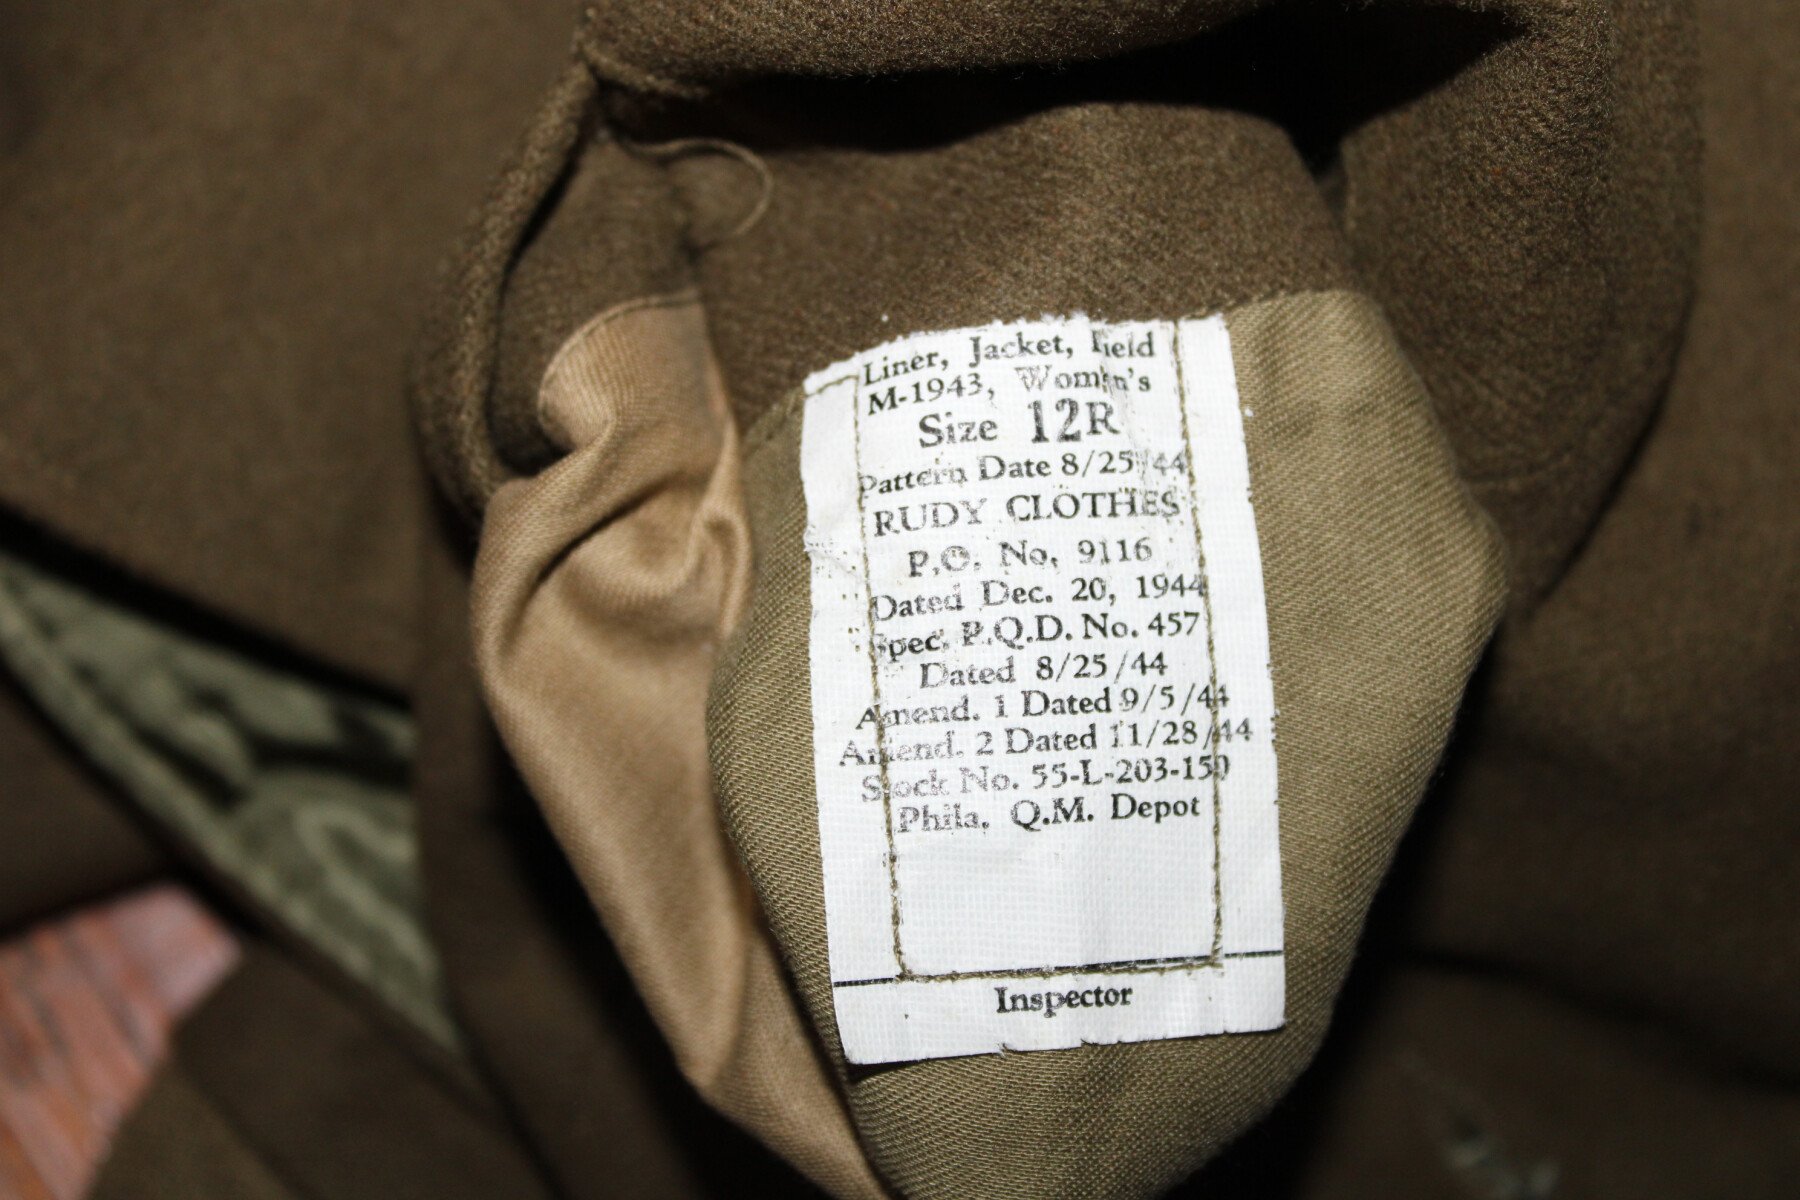 Liner, Jacket, Field
M-1943, Women's
Size 12R
Pattern Date 8/25/44
RUDY CLOTHES
P.O. No. 9116
Dated Dec. 20, 1944
Spec. P.Q.D. No. 457
Dated 8/25/44
Amend. 1 Dated 9/5/44
Amend. 2 Dated 11/28/44
Stock No. 55-L-203-150
Phila. Q.M. Depot
Inspector